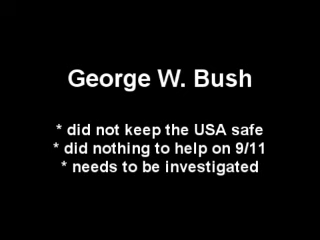 George W. Bush
* did not keep the USA safe
* did nothing to help on 9/11
* needs to be investigated